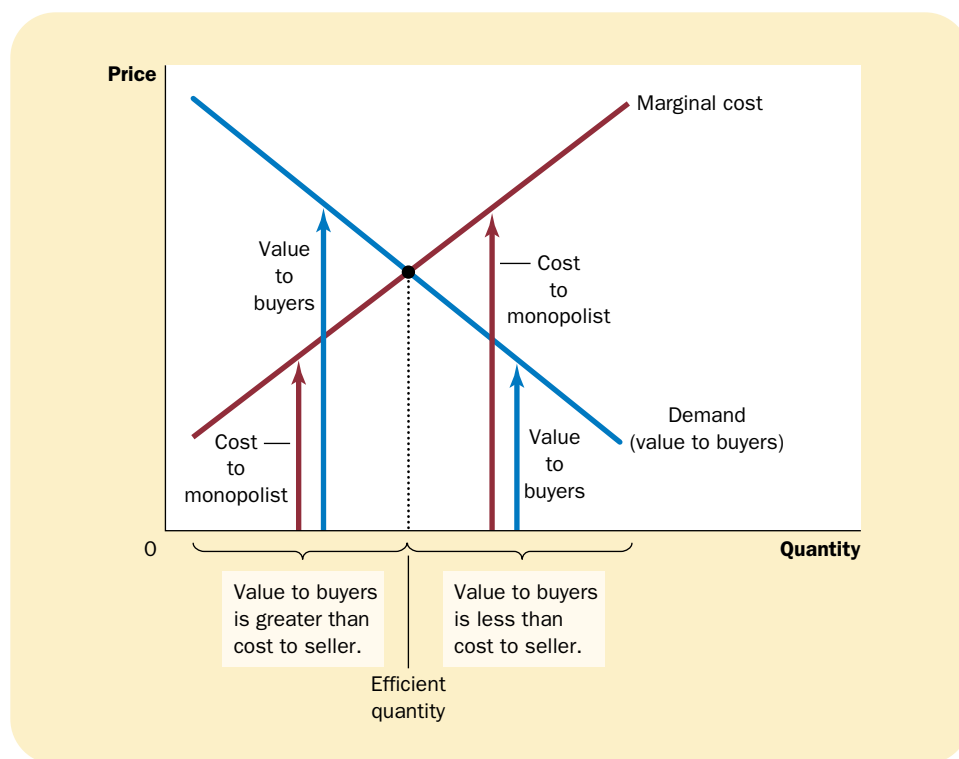 Price
Marginal cost
Value
to
buyers
Cost
to
monopolist
Demand
(value to buyers)
Cost
to
monopolist
Value
to
buyers
0
Quantity
Value to buyers
is greater than
cost to seller.
Value to buyers
is less than
cost to seller.
Efficient
quantity